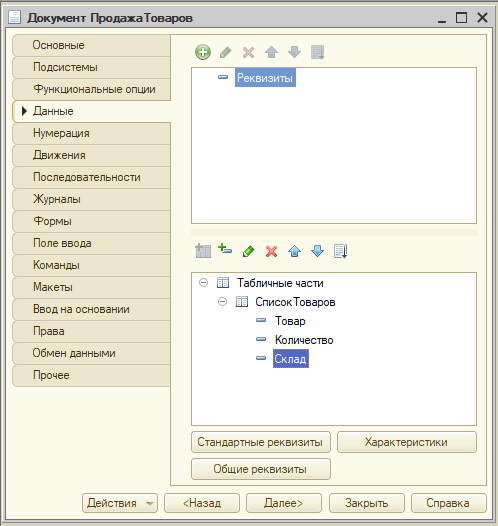 Документ ПродажаТоваров
Основные
Подсистемы
Функциональные опции
Данные
Нумерация
Движения
Последовательности
Журналы
Формы
Поле ввода
Команды
Макеты
Ввод на основании
Права
Обмен данными
Прочее
Реквизиты
Табличные части
СписокТоваров
Товар
Количество
Склад
Стандартные реквизиты
Характеристики
Общие реквизиты
Действия
<Назад
Далее>
Закрыть
Справка